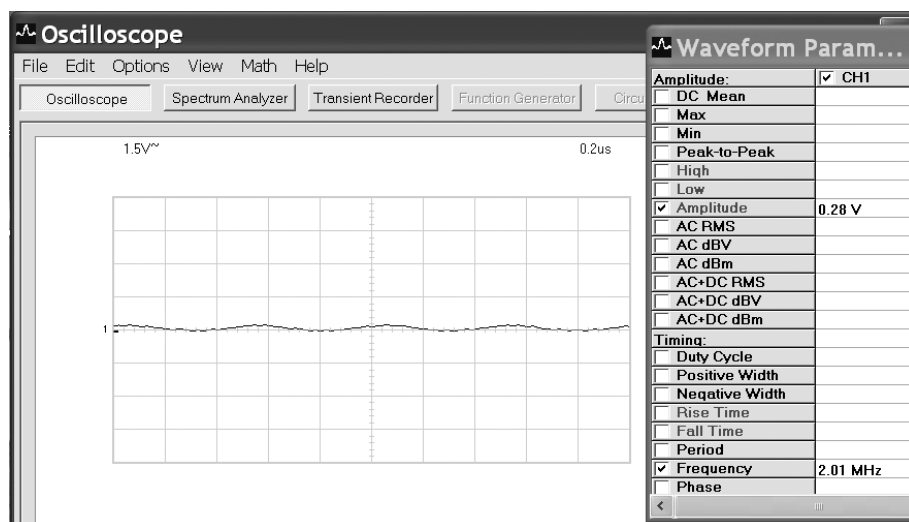 Oscilloscope
File Edit Options View Math Help
Oscilloscope Spectrum Analyzer Transient Recorder Function Generator Circu
1.5V~ 0.2us
1
Waveform Param...
Amplitude: CH1
DC Mean
Max
Min
Peak-to-Peak
High
Low
Amplitude 0.28 V
AC RMS
AC dBV
AC dBm
AC+DC RMS
AC+DC dBV
AC+DC dBm
Timing:
Duty Cycle
Positive Width
Negative Width
Rise Time
Fall Time
Period
Frequency 2.01 MHz
Phase